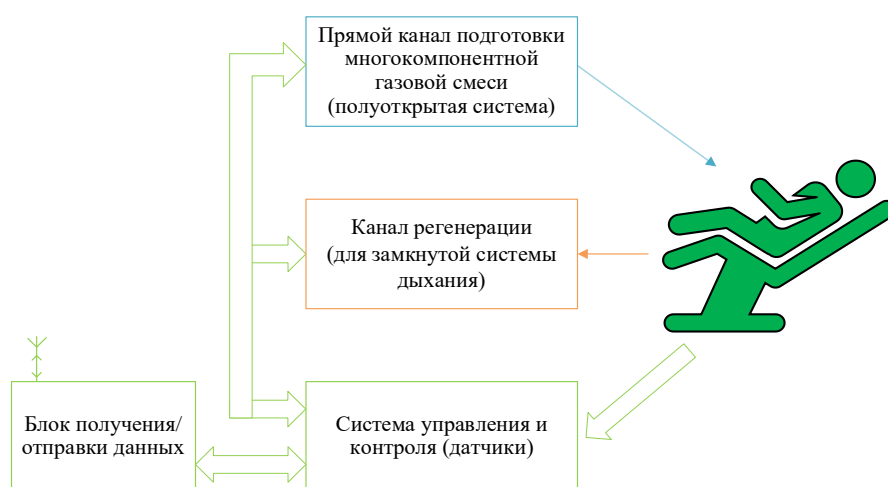 Прямой канал подготовки
многокомпонентной
газовой смеси
(полуоткрытая система)
Канал регенерации
(для замкнутой системы
дыхания)
Блок получения/
отправки данных
Система управления и
контроля (датчики)